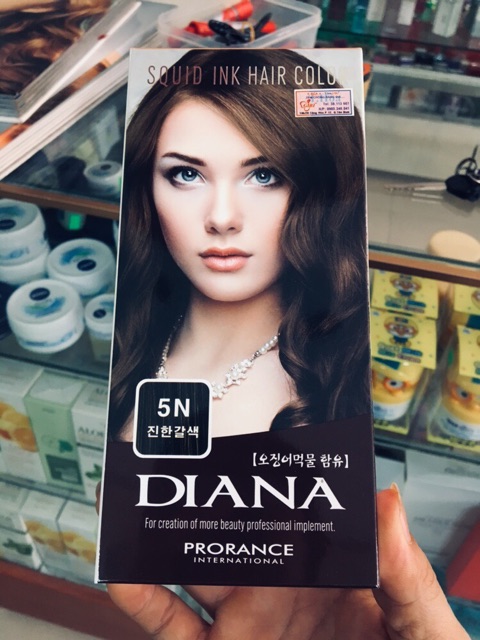 SQUID INK HAIR COLO
5N
진한갈색
【오징어먹물 함유】
DIANA
For creation of more beauty professional implement.
PRORANCE
INTERNATIONAL